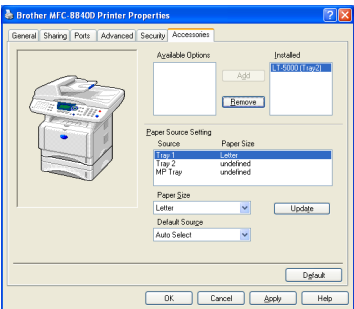 Brother MFC-8840D Printer Properties
General Sharing Ports Advanced Security Accessories
Available Options
Installed
LT-5000 (Tray2)
Add
Remove
Paper Source Setting
Source Paper Size
Tray 1 Letter
Tray 2 undefined
MP Tray undefined
Paper Size
Letter
Update
Default Source
Auto Select
Default
OK Cancel Apply Help